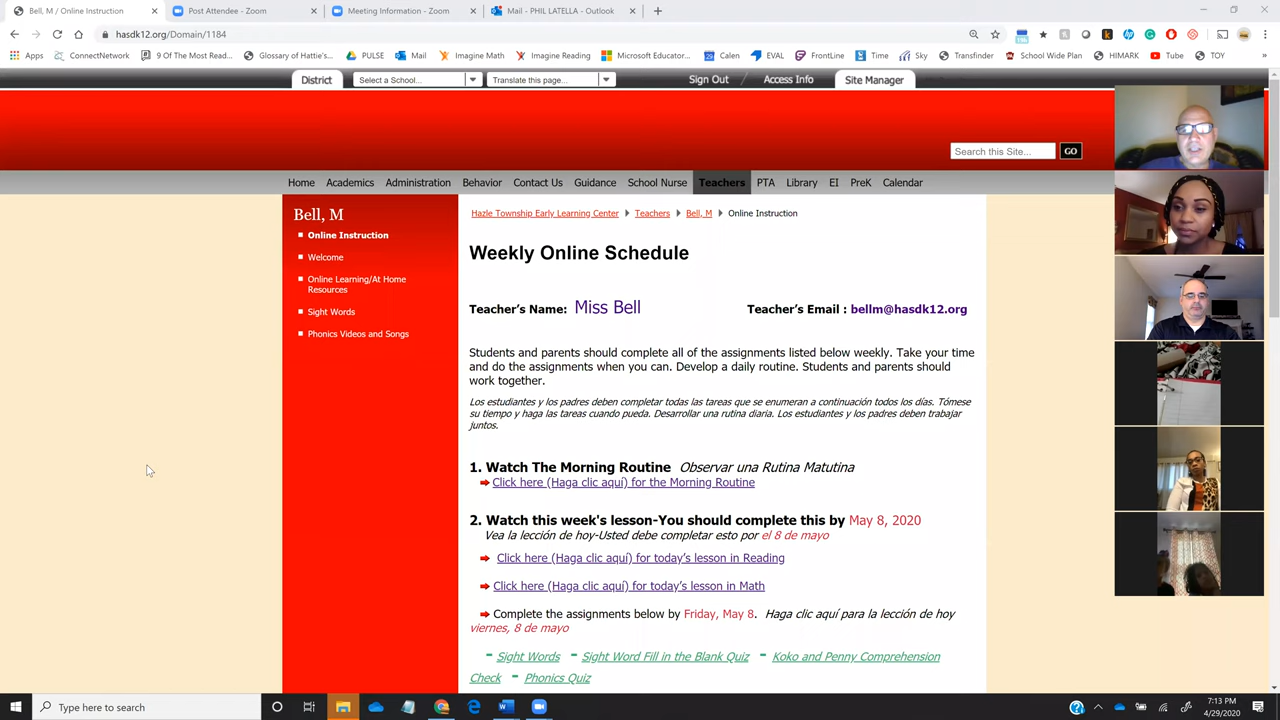 Bell, M / Online Instruction
Post Attendee - Zoom
Meeting Information - Zoom
Mail - PHIL LATELLA - Outlook
hasdk12.org/Domain/1184
Apps
ConnectNetwork
9 Of The Most Read...
Glossary of Hattie's...
PULSE
Mail
Imagine Math
Imagine Reading
Microsoft Educator...
Calen
EVAL
FrontLine
Time
Sky
Transfinder
School Wide Plan
HIMARK
Tube
TOY
District
Select a School...
Translate this page...
Sign Out
Access Info
Site Manager
Search this Site...
GO
Home Academics Administration Behavior Contact Us Guidance School Nurse Teachers PTA Library EI PreK Calendar
Bell, M
Online Instruction
Welcome
Online Learning/At Home
Resources
Sight Words
Phonics Videos and Songs
Hazle Township Early Learning Center Teachers Bell, M Online Instruction
Weekly Online Schedule
Teacher's Name: Miss Bell Teacher's Email : bellm@hasdk12.org
Students and parents should complete all of the assignments listed below weekly. Take your time
and do the assignments when you can. Develop a daily routine. Students and parents should
work together.
Los estudiantes y los padres deben completar todas las tareas que se enumeran a continuación todos los días. Tómese
su tiempo y haga las tareas cuando pueda. Desarrollar una rutina diaria. Los estudiantes y los padres deben trabajar
juntos.
1. Watch The Morning Routine Observar una Rutina Matutina
Click here (Haga clic aquí) for the Morning Routine
2. Watch this week's lesson-You should complete this by May 8, 2020
Vea la lección de hoy-Usted debe completar esto por el 8 de mayo
Click here (Haga clic aquí) for today's lesson in Reading
Click here (Haga clic aquí) for today's lesson in Math
Complete the assignments below by Friday, May 8. Haga clic aquí para la lección de hoy
viernes, 8 de mayo
- Sight Words - Sight Word Fill in the Blank Quiz - Koko and Penny Comprehension
Check - Phonics Quiz
Type here to search
7:13 PM
4/29/2020